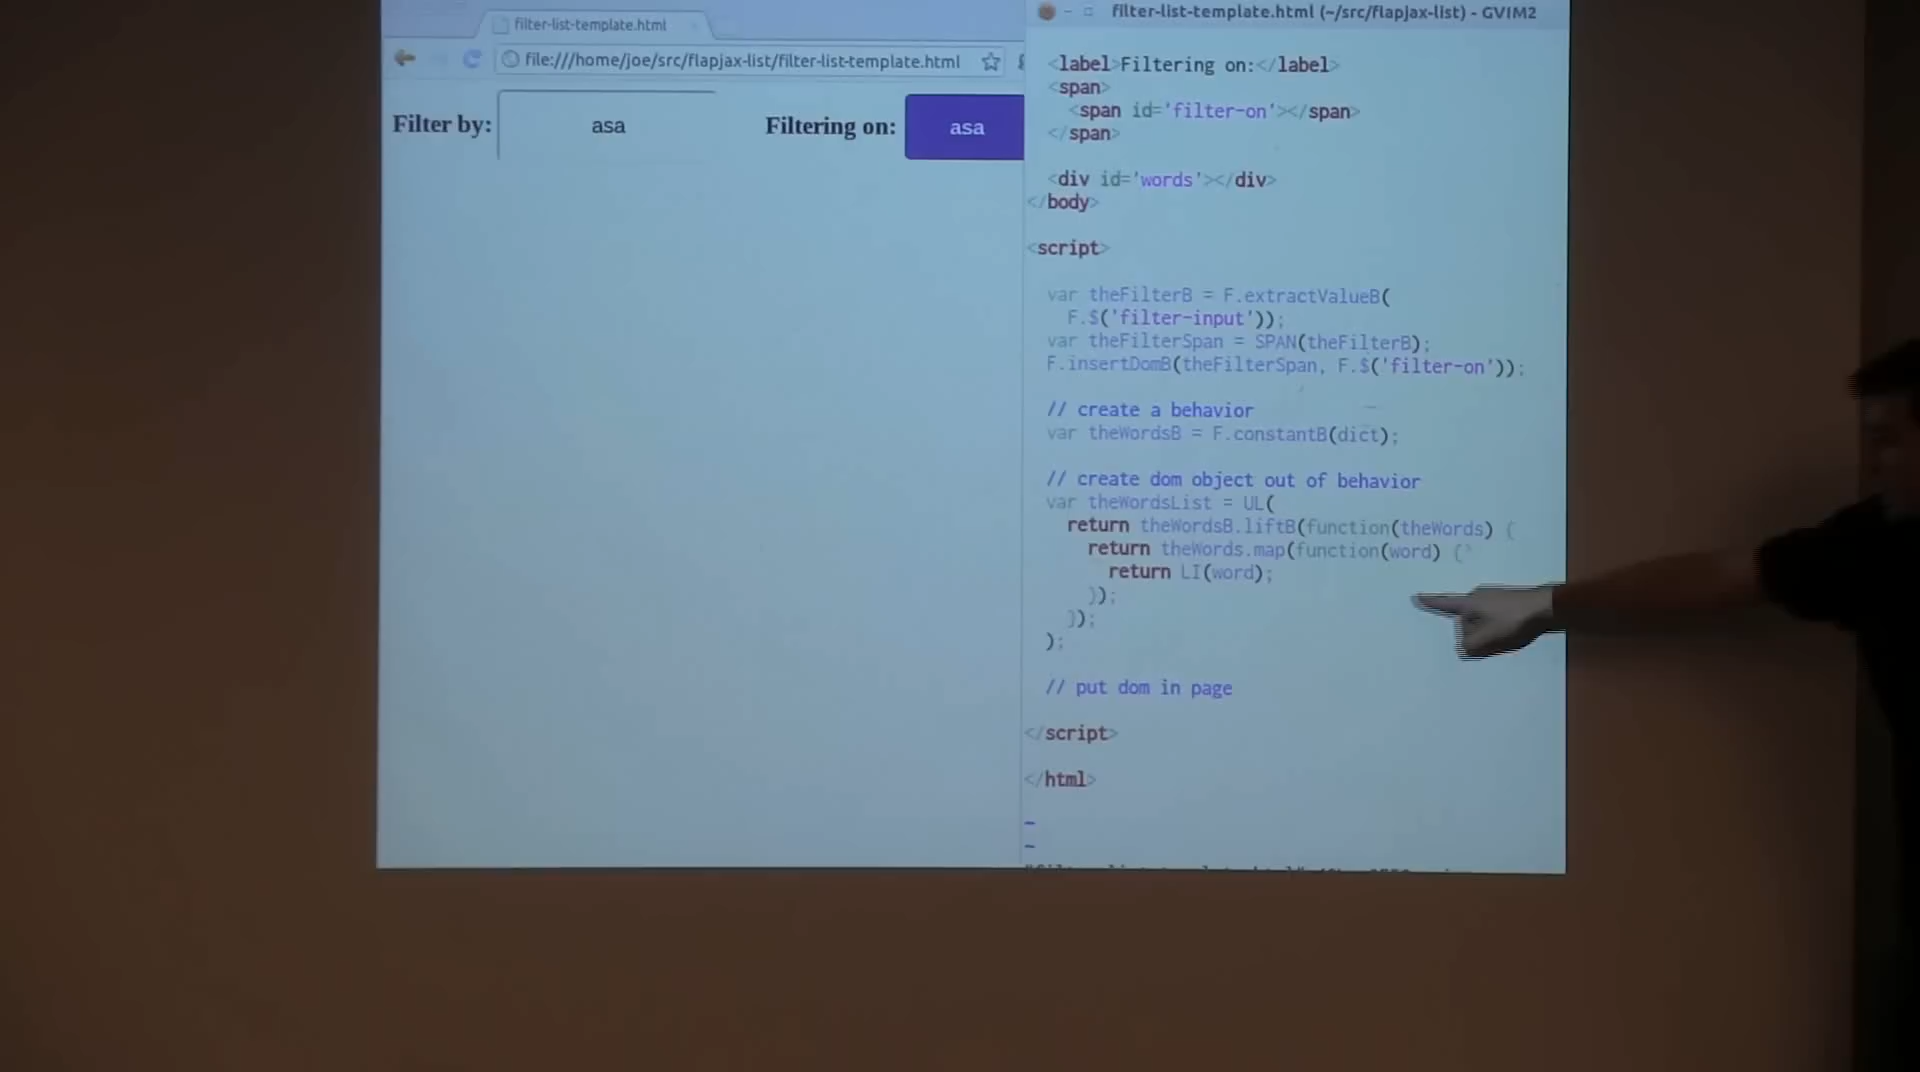 filter-list-template.html
file:///home/joe/src/flapjax-list/filter-list-template.html
Filter by: asa Filtering on: asa
filter-list-template.html (~/src/flapjax-list) - GVIM2
<label>Filtering on:</label>
<span>
<span id='filter-on'></span>
</span>
<div id='words'></div>
</body>
<script>
var theFilterB = F.extractValueB(
F.$('filter-input'));
var theFilterSpan = SPAN(theFilterB);
F.insertDomB(theFilterSpan, F.$('filter-on'));
// create a behavior
var theWordsB = F.constantB(dict);
// create dom object out of behavior
var theWordsList = UL(
return theWordsB.liftB(function(theWords) {
return theWords.map(function(word) {
return LI(word);
});
});
);
// put dom in page
</script>
</html>
~
~